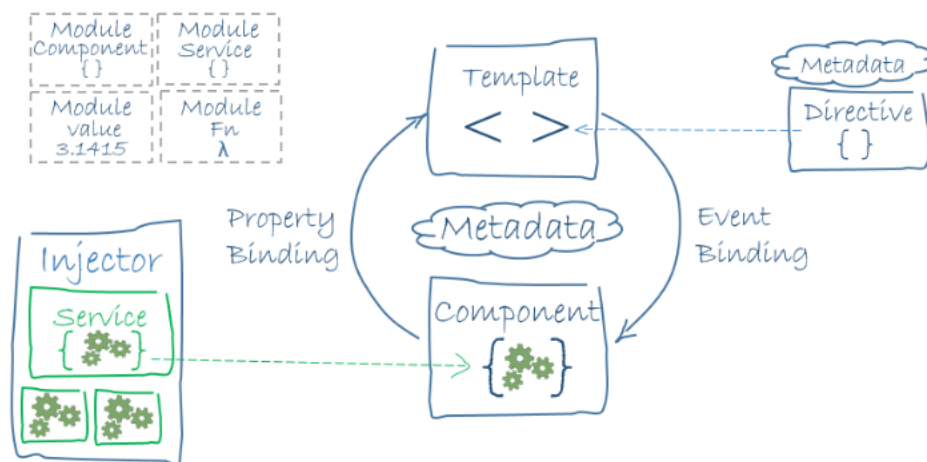 Module
Component
{ }
Module
Service
{ }
Module
value
3.1415
Module
Fn
λ
Template
< >
Metadata
Directive
{ }
Property
Binding
Metadata
Event
Binding
Injector
Service
{ }
Component
{ }